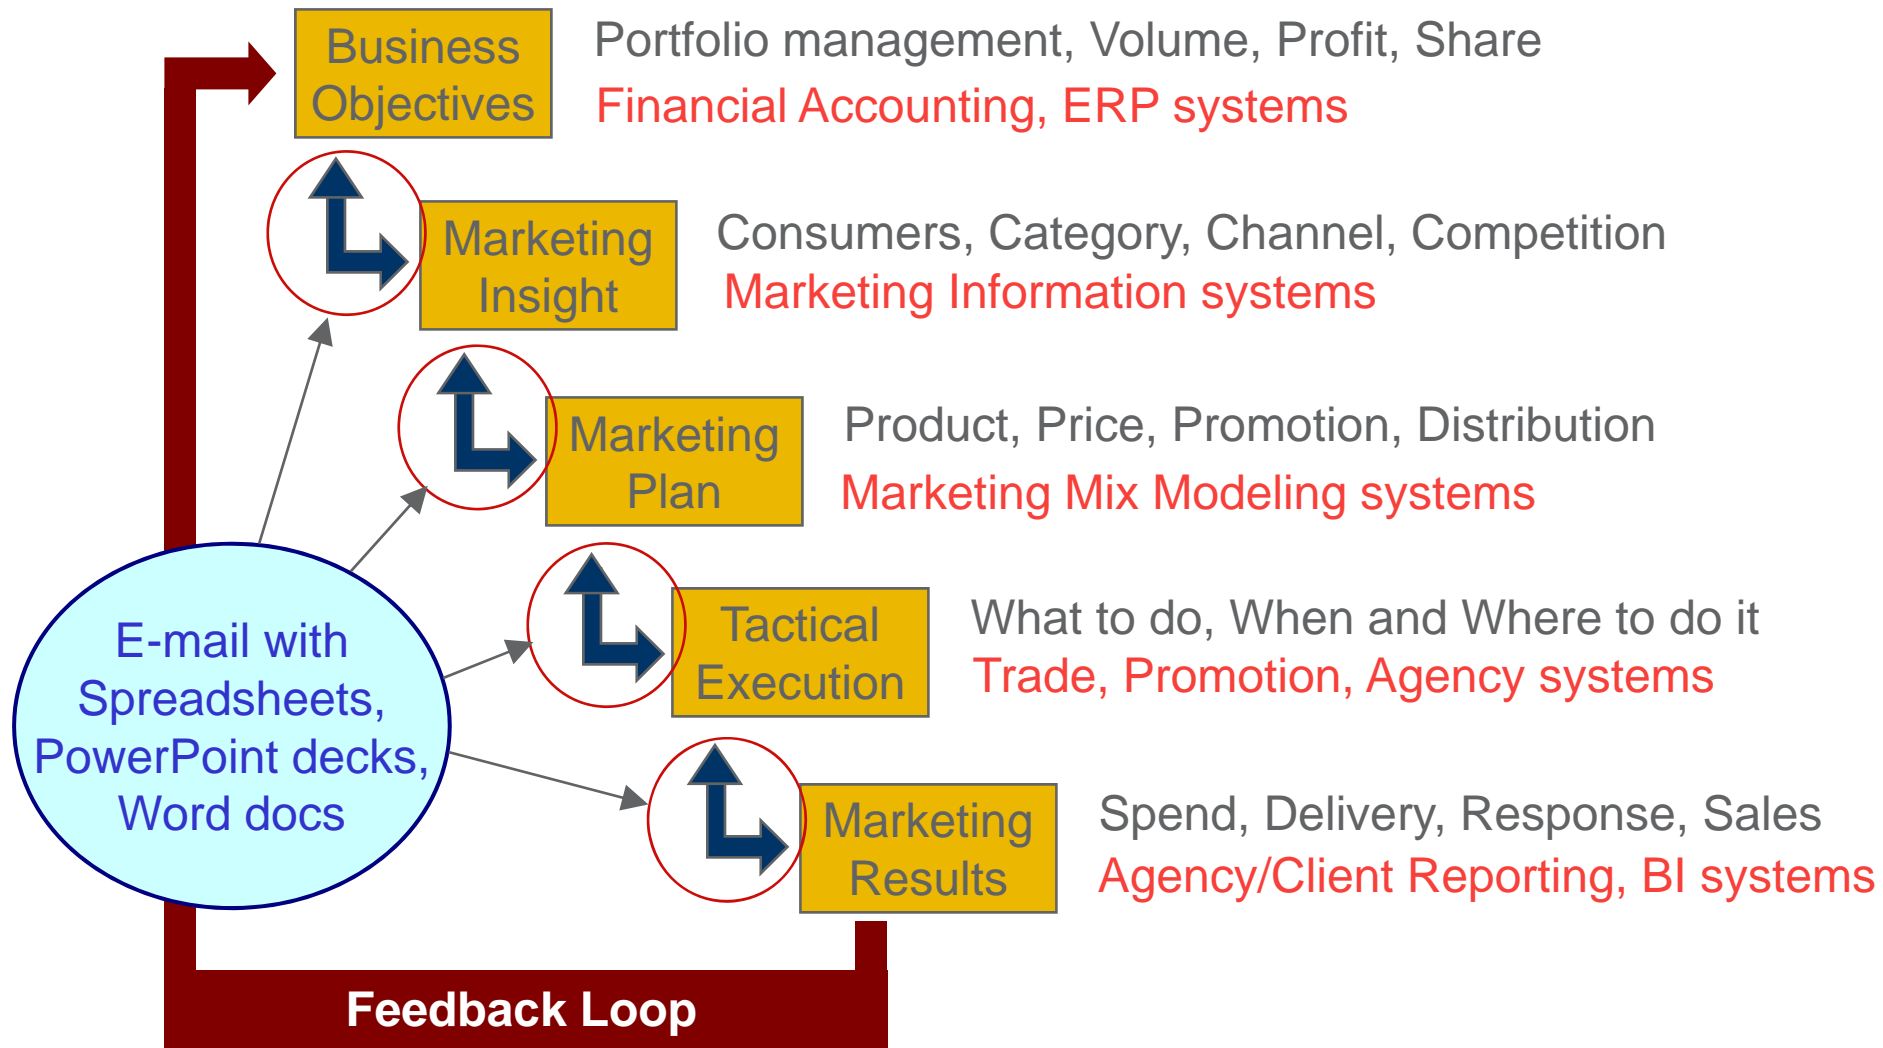 Business
Objectives
Portfolio management, Volume, Profit, Share
Financial Accounting, ERP systems
Marketing
Insight
Consumers, Category, Channel, Competition
Marketing Information systems
Marketing
Plan
Product, Price, Promotion, Distribution
Marketing Mix Modeling systems
Tactical
Execution
What to do, When and Where to do it
Trade, Promotion, Agency systems
E-mail with
Spreadsheets,
PowerPoint decks,
Word docs
Marketing
Results
Spend, Delivery, Response, Sales
Agency/Client Reporting, BI systems
Feedback Loop